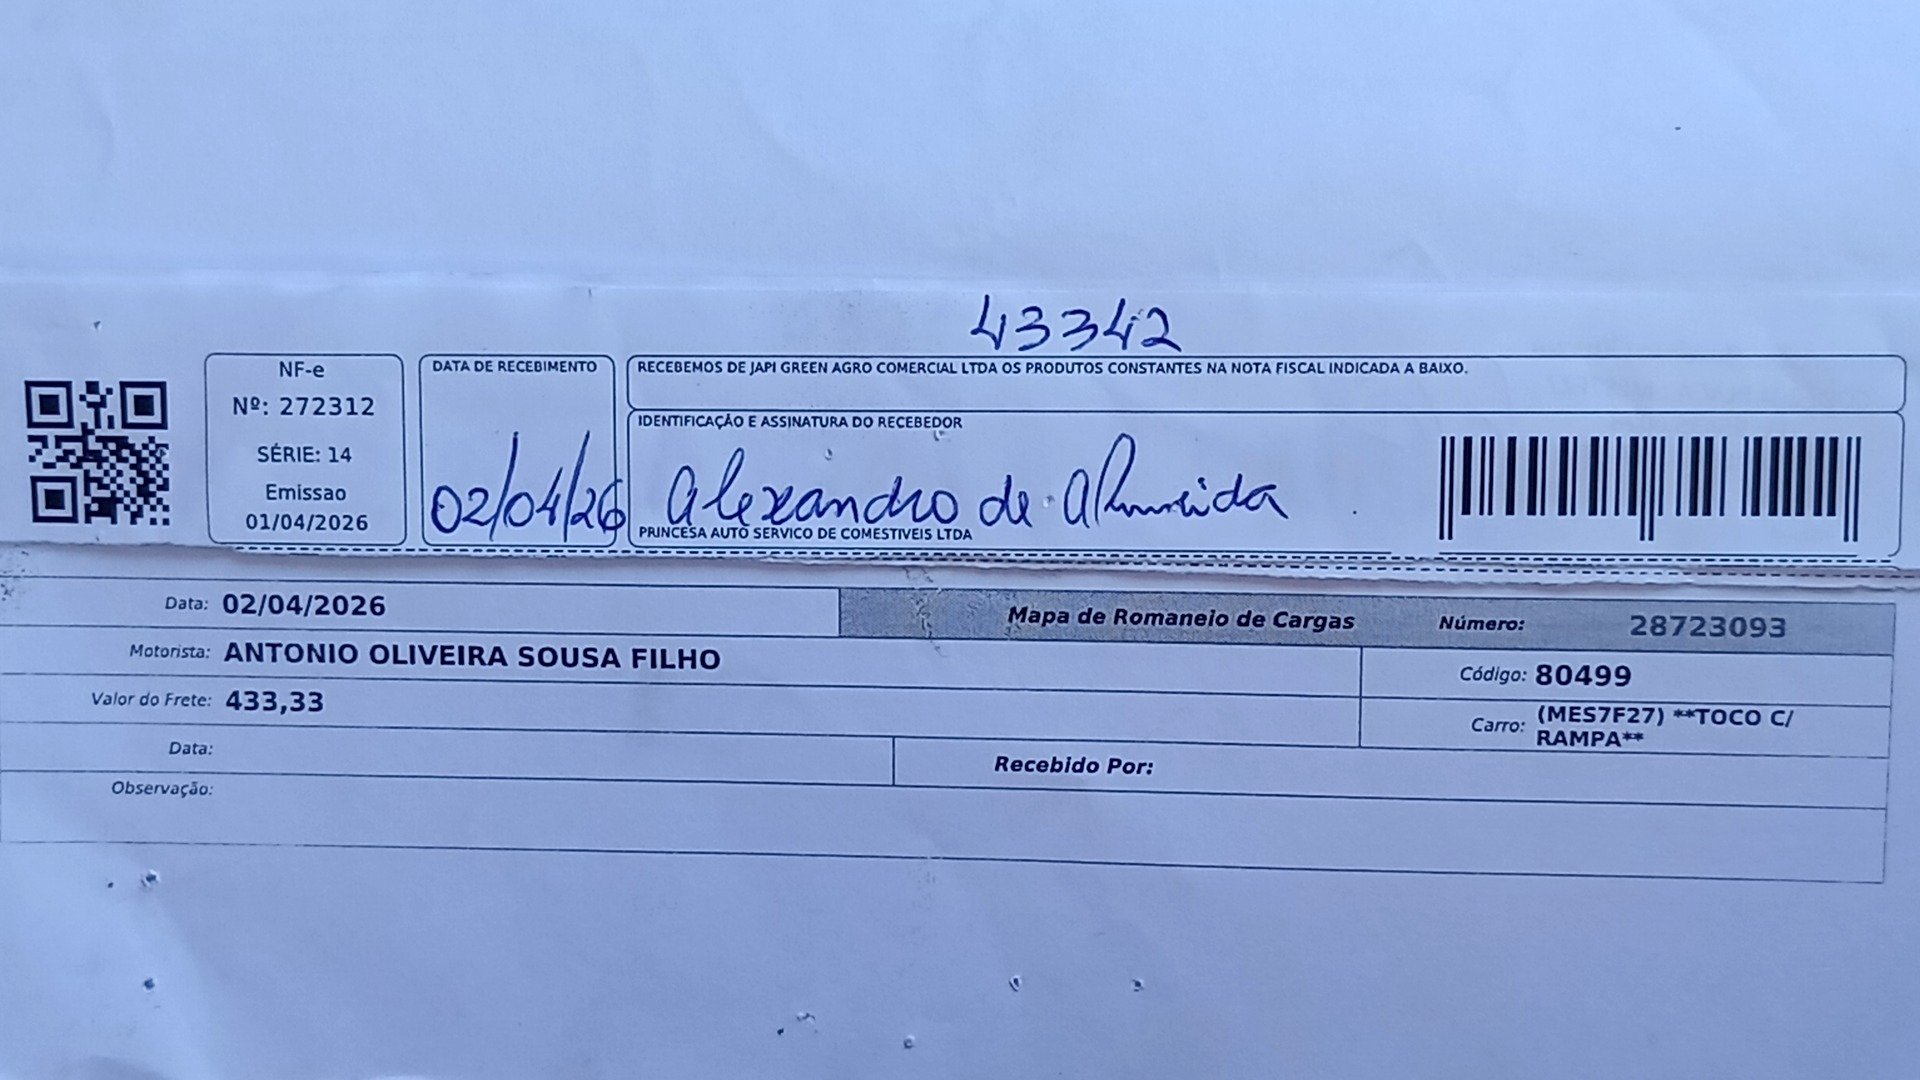 43342
NF-e
Nº: 272312
SÉRIE: 14
Emissao
01/04/2026
DATA DE RECEBIMENTO
02/04/26
RECEBEMOS DE JAPI GREEN AGRO COMERCIAL LTDA OS PRODUTOS CONSTANTES NA NOTA FISCAL INDICADA A BAIXO.
IDENTIFICAÇÃO E ASSINATURA DO RECEBEDOR
Alexandro de Almeida
PRINCESA AUTO SERVICO DE COMESTIVEIS LTDA
Data: 02/04/2026
Mapa de Romaneio de Cargas Número: 28723093
Motorista: ANTONIO OLIVEIRA SOUSA FILHO
Código: 80499
Valor do Frete: 433,33
Carro: (MES7F27) **TOCO C/
RAMPA**
Data:
Recebido Por:
Observação: